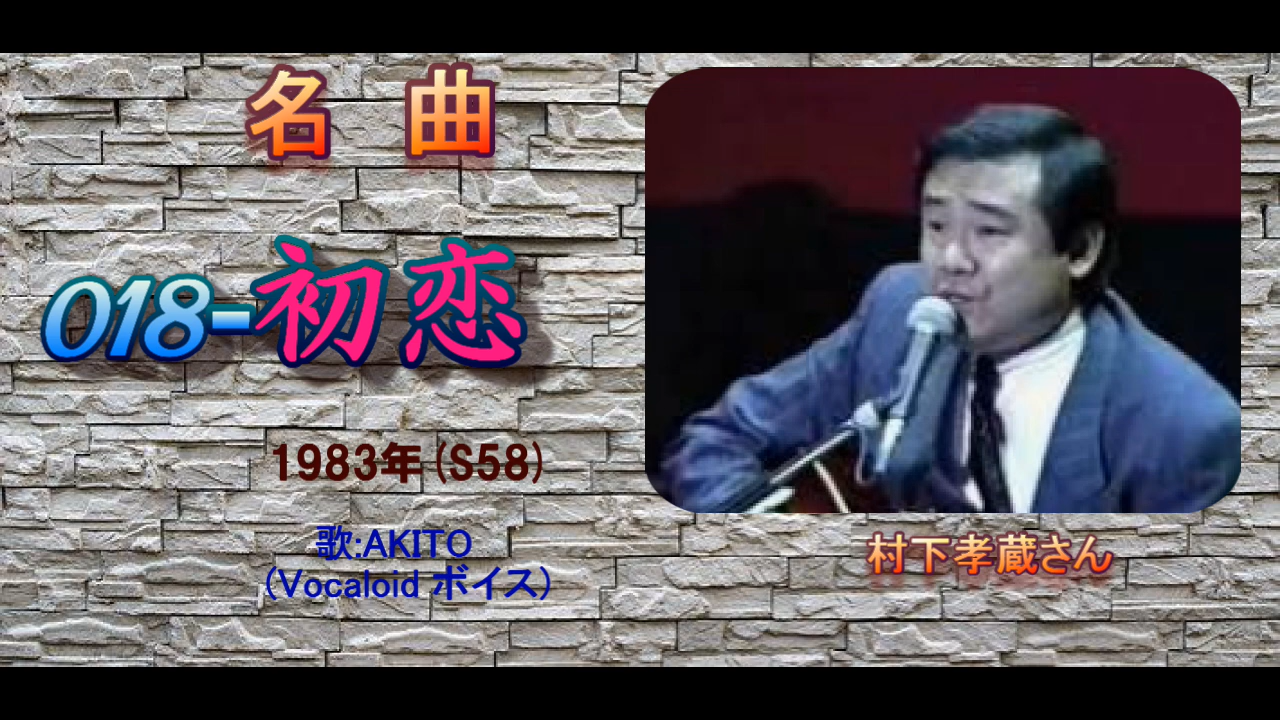 名 曲
018-初恋
1983年(S58)
歌:AKITO
(Vocaloid ボイス)
村下孝蔵さん